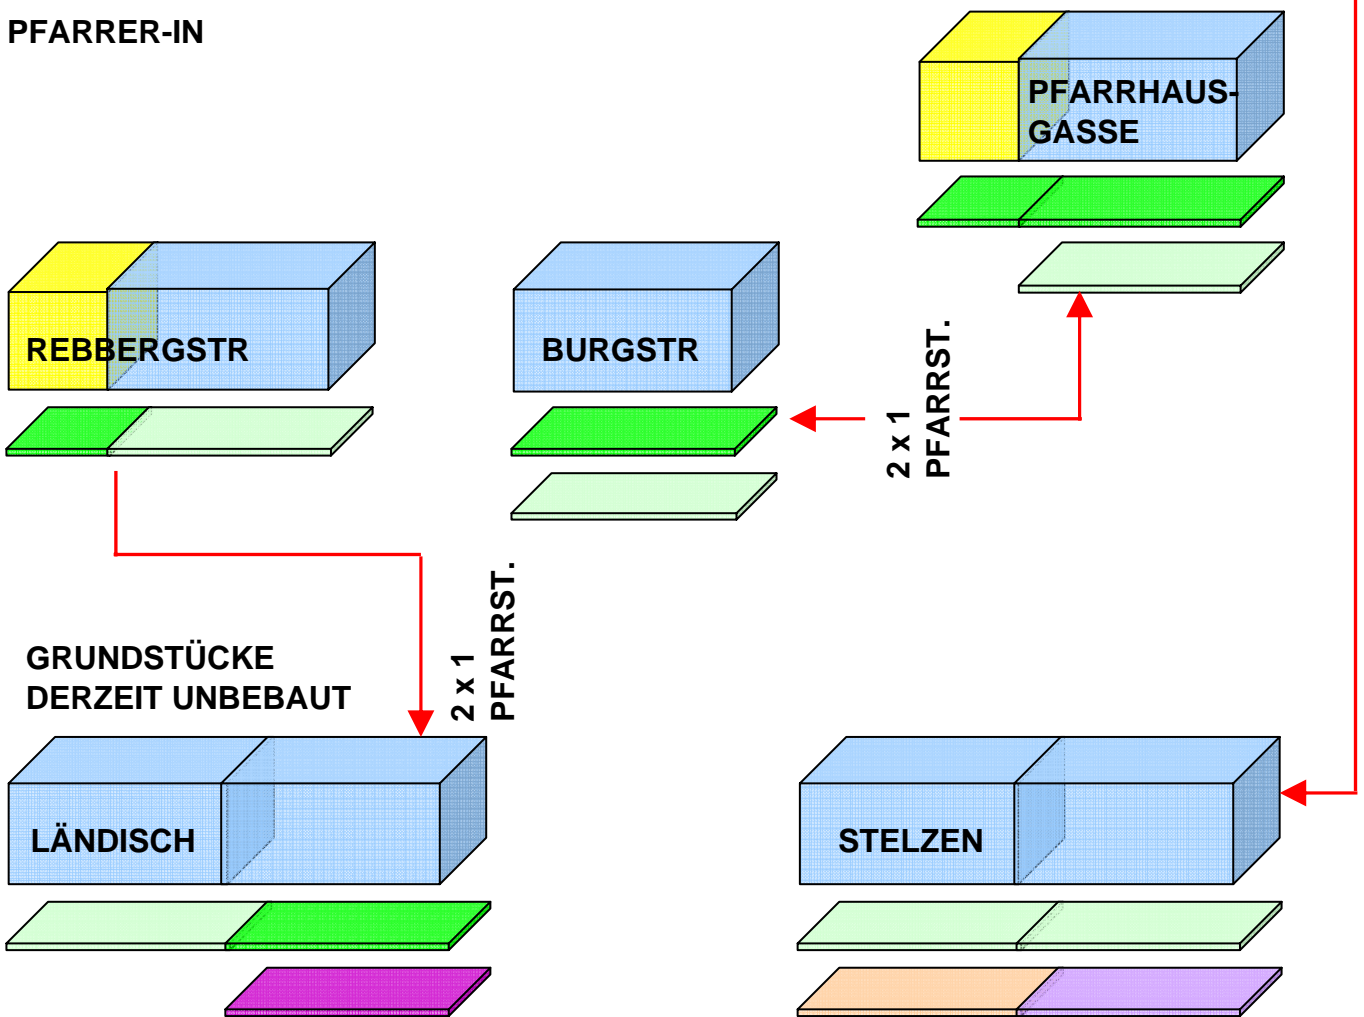 PFARRER-IN
PFARRHAUS-
GASSE
REBBERGSTR
BURGSTR
2 x 1
PFARRST.
2 x 1
PFARRST.
GRUNDSTÜCKE
DERZEIT UNBEBAUT
LÄNDISCH
STELZEN